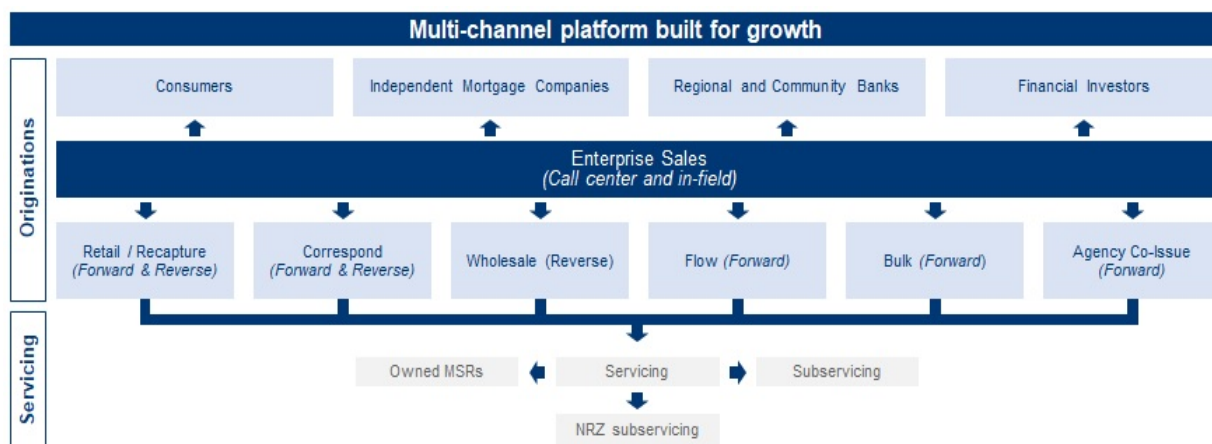 Multi-channel platform built for growth
Originations
Consumers
Independent Mortgage Companies
Regional and Community Banks
Financial Investors
Enterprise Sales
(Call center and in-field)
Retail / Recapture
(Forward & Reverse)
Correspond
(Forward & Reverse)
Wholesale (Reverse)
Flow (Forward)
Bulk (Forward)
Agency Co-Issue
(Forward)
Servicing
Owned MSRs
Servicing
Subservicing
NRZ subservicing